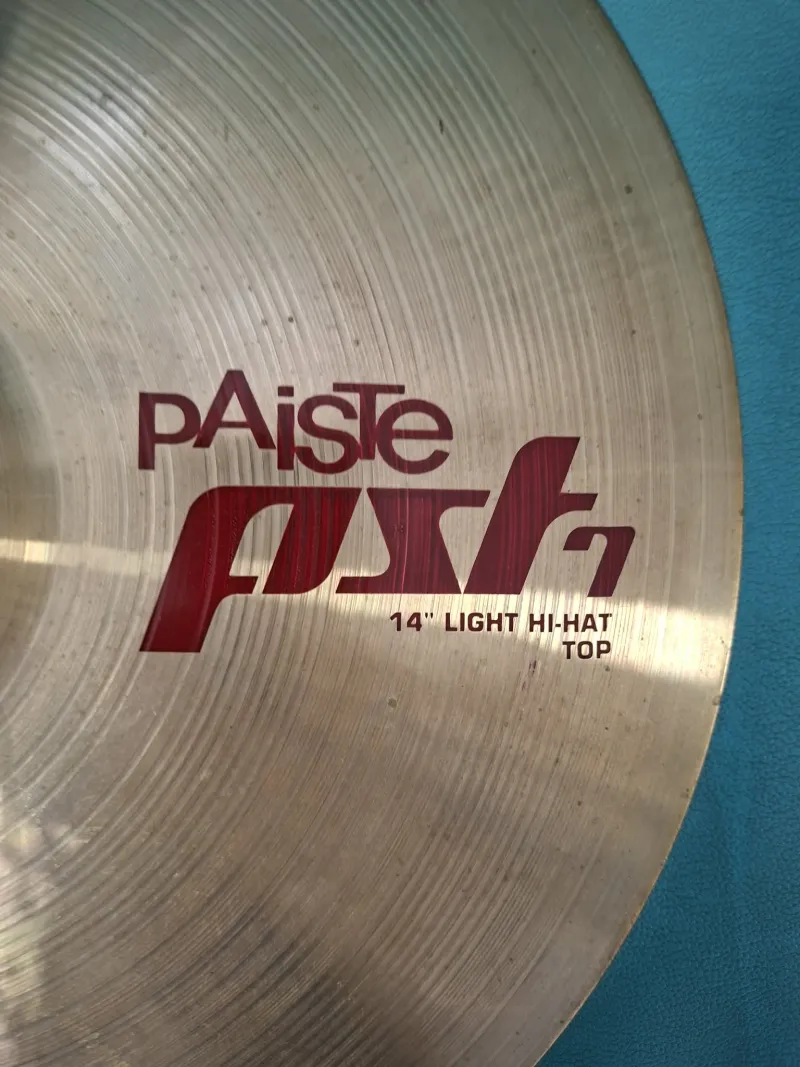 PAiSTe
pst7
14" LIGHT HI-HAT
TOP